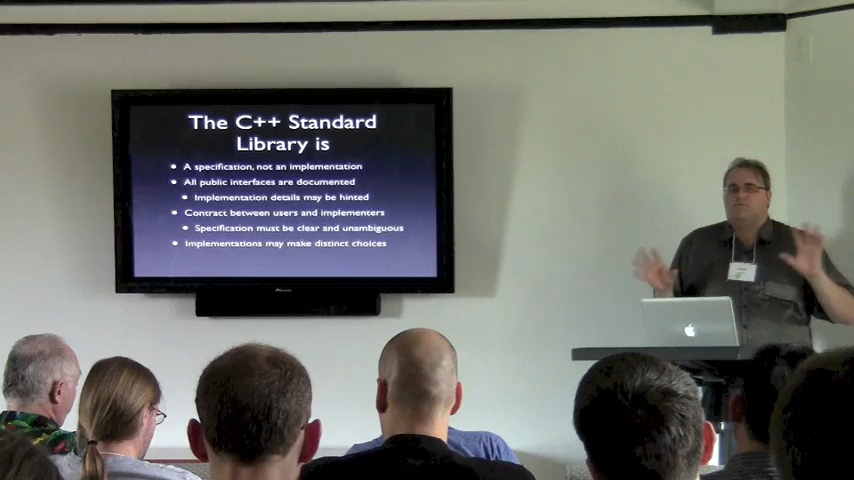 The C++ Standard
Library is
A specification, not an implementation
All public interfaces are documented
Implementation details may be hinted
Contract between users and implementers
Specification must be clear and unambiguous
Implementations may make distinct choices